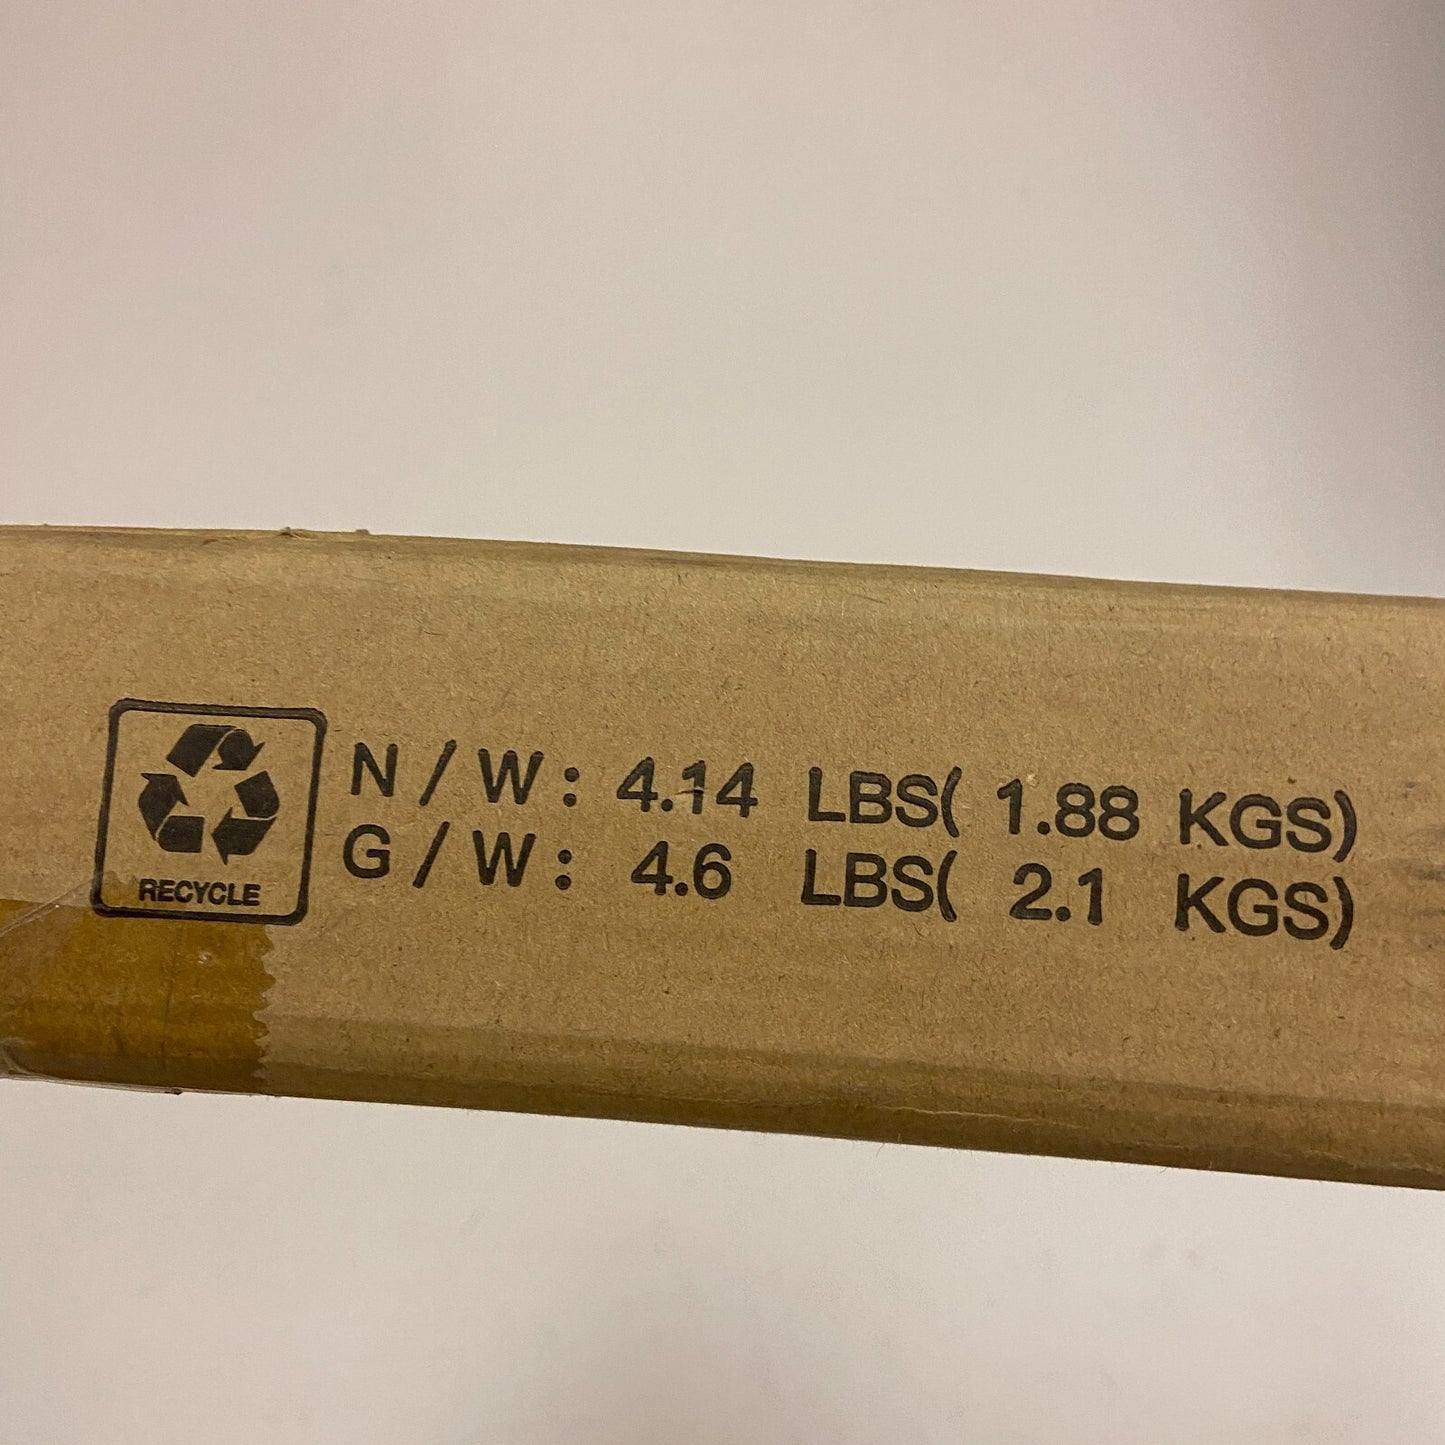 N / W : 4.14 LBS( 1.88 KGS)
G / W : 4.6 LBS( 2.1 KGS)
RECYCLE